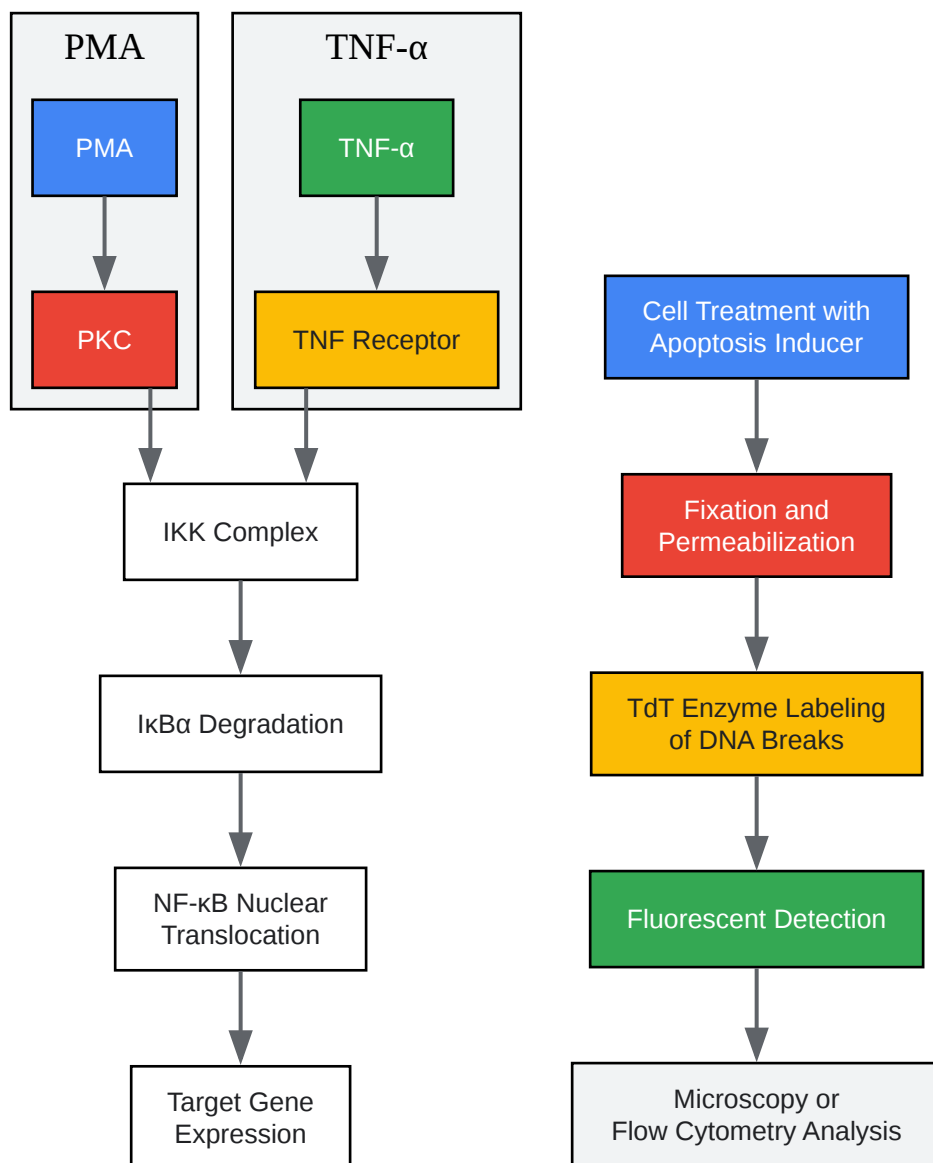 PMA
TNF-α
PMA
TNF-α
PKC
TNF Receptor
IKK Complex
IκBα Degradation
NF-κB Nuclear
Translocation
Target Gene
Expression
Cell Treatment with
Apoptosis Inducer
Fixation and
Permeabilization
TdT Enzyme Labeling
of DNA Breaks
Fluorescent Detection
Microscopy or
Flow Cytometry Analysis